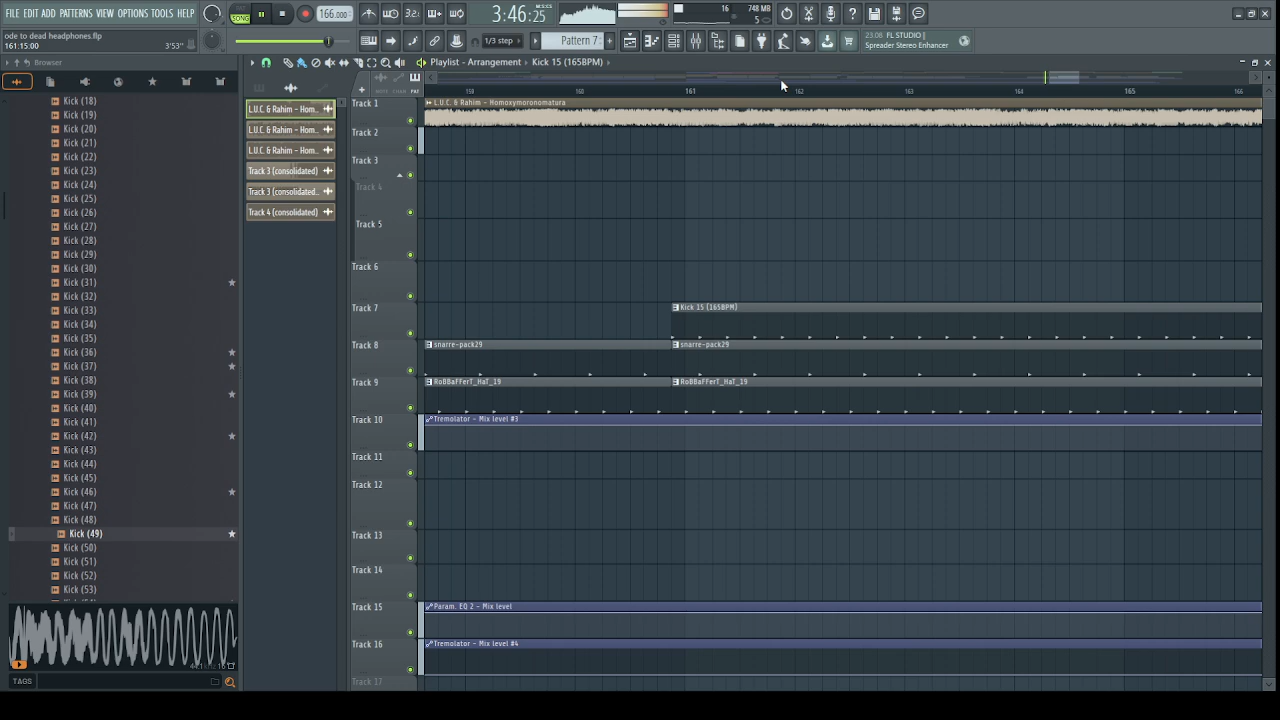 FILE EDIT ADD PATTERNS VIEW OPTIONS TOOLS HELP
SONG
166.000
3:46:25
M:S:CS
16
748 MB
5
ode to dead headphones.flp
161:15:00
3'53"
1/3 step
Pattern 7
23.08 FL STUDIO |
Spreader Stereo Enhancer
Browser
Playlist - Arrangement › Kick 15 (165BPM) ›
159
160
161
162
163
164
165
166
Kick (18)
Kick (19)
Kick (20)
Kick (21)
Kick (22)
Kick (23)
Kick (24)
Kick (25)
Kick (26)
Kick (27)
Kick (28)
Kick (29)
Kick (30)
Kick (31)
Kick (32)
Kick (33)
Kick (34)
Kick (35)
Kick (36)
Kick (37)
Kick (38)
Kick (39)
Kick (40)
Kick (41)
Kick (42)
Kick (43)
Kick (44)
Kick (45)
Kick (46)
Kick (47)
Kick (48)
Kick (49)
Kick (50)
Kick (51)
Kick (52)
Kick (53)
TAGS
L.U.C. & Rahim - Hom..
L.U.C. & Rahim - Hom..
L.U.C. & Rahim - Hom..
Track 3 (consolidated)
Track 3 (consolidated..
Track 4 (consolidated)
Track 1
L.U.C. & Rahim - Homoxymoronomatura
Track 2
Track 3
Track 4
Track 5
Track 6
Track 7
Kick 15 (165BPM)
Track 8
snarre-pack29
snarre-pack29
Track 9
RoBBaFFerT_HaT_19
RoBBaFFerT_HaT_19
Track 10
Tremolator - Mix level #3
Track 11
Track 12
Track 13
Track 14
Track 15
Param. EQ 2 - Mix level
Track 16
Tremolator - Mix level #4
Track 17